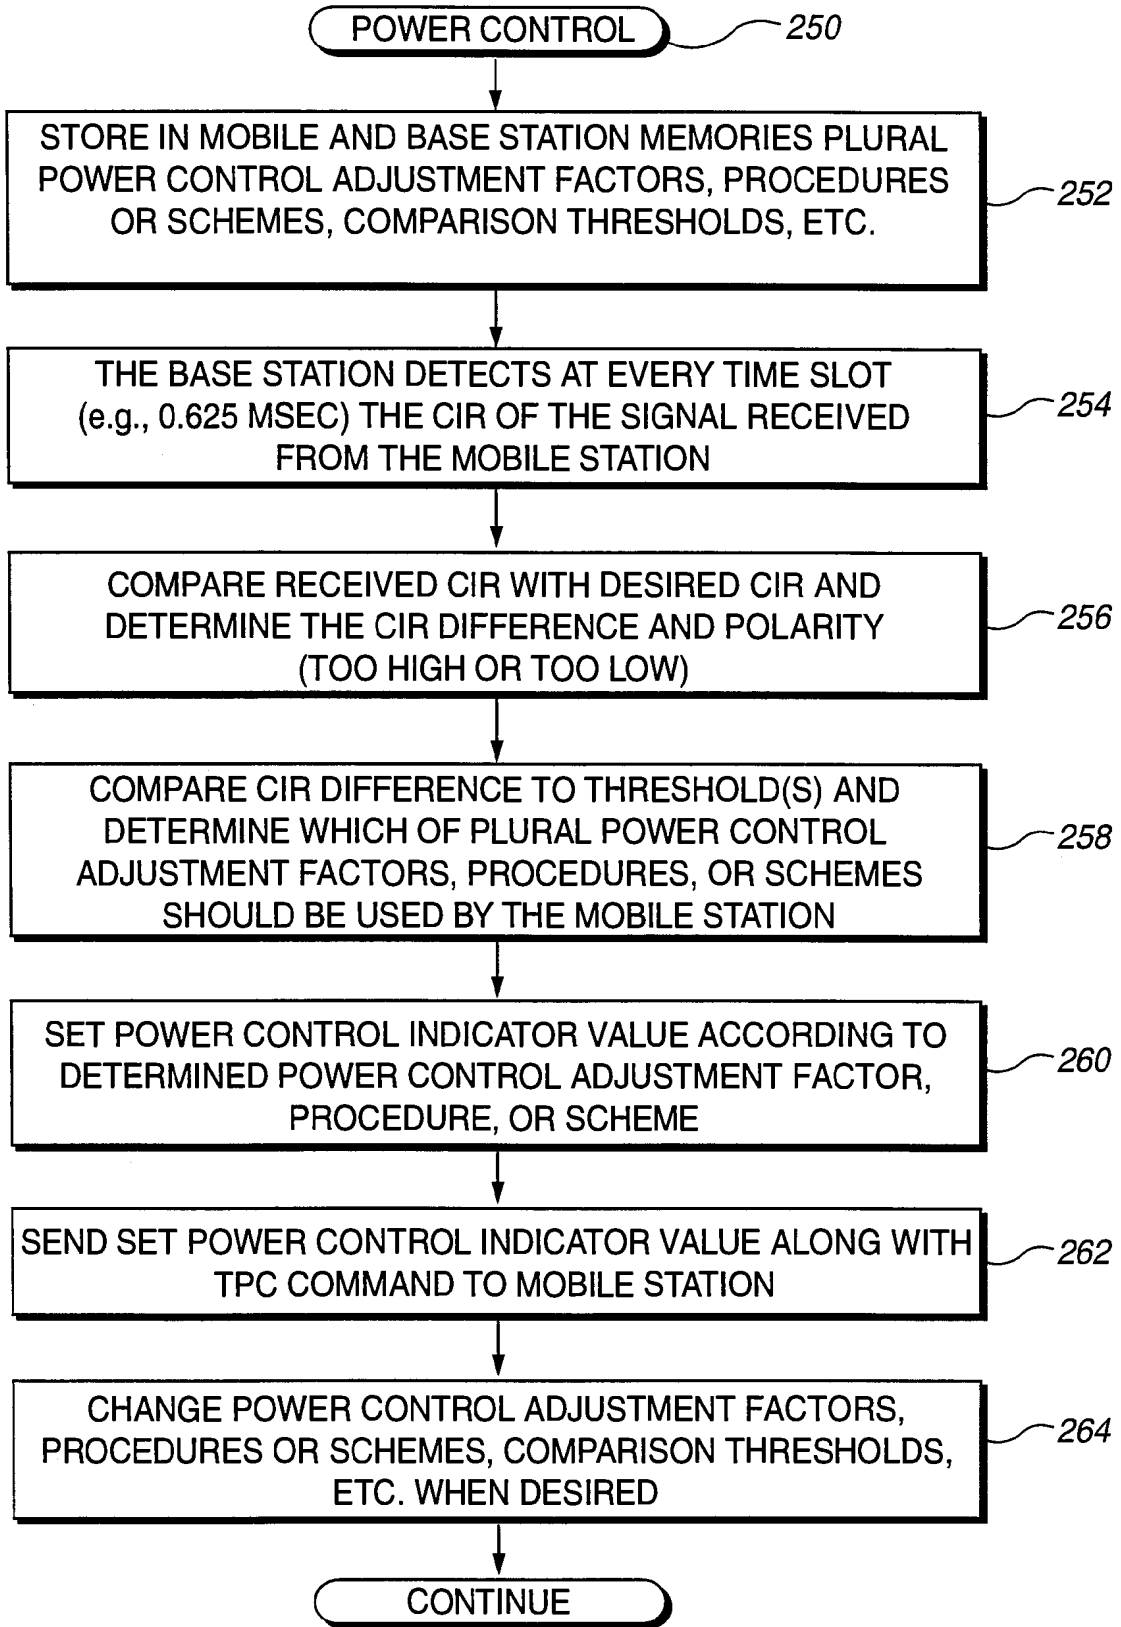 POWER CONTROL
250
STORE IN MOBILE AND BASE STATION MEMORIES PLURAL
POWER CONTROL ADJUSTMENT FACTORS, PROCEDURES
OR SCHEMES, COMPARISON THRESHOLDS, ETC.
252
THE BASE STATION DETECTS AT EVERY TIME SLOT
(e.g., 0.625 MSEC) THE CIR OF THE SIGNAL RECEIVED
FROM THE MOBILE STATION
254
COMPARE RECEIVED CIR WITH DESIRED CIR AND
DETERMINE THE CIR DIFFERENCE AND POLARITY
(TOO HIGH OR TOO LOW)
256
COMPARE CIR DIFFERENCE TO THRESHOLD(S) AND
DETERMINE WHICH OF PLURAL POWER CONTROL
ADJUSTMENT FACTORS, PROCEDURES, OR SCHEMES
SHOULD BE USED BY THE MOBILE STATION
258
SET POWER CONTROL INDICATOR VALUE ACCORDING TO
DETERMINED POWER CONTROL ADJUSTMENT FACTOR,
PROCEDURE, OR SCHEME
260
SEND SET POWER CONTROL INDICATOR VALUE ALONG WITH
TPC COMMAND TO MOBILE STATION
262
CHANGE POWER CONTROL ADJUSTMENT FACTORS,
PROCEDURES OR SCHEMES, COMPARISON THRESHOLDS,
ETC. WHEN DESIRED
264
CONTINUE